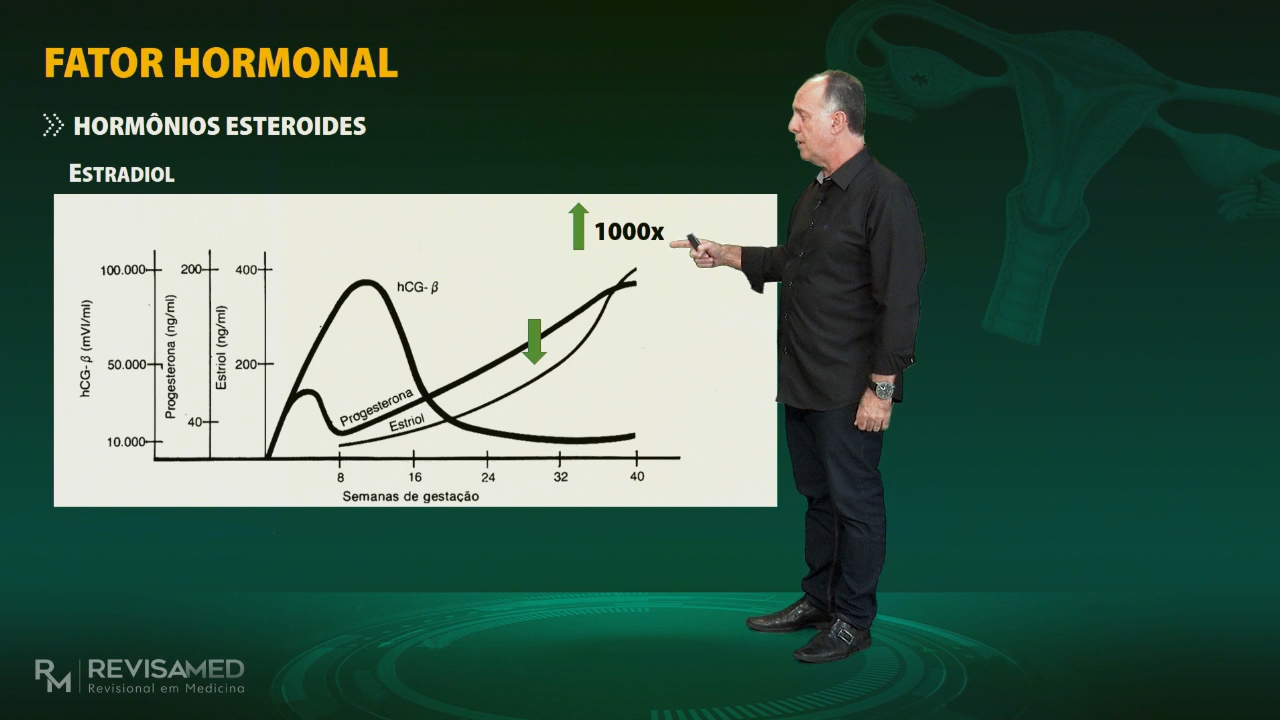 FATOR HORMONAL
HORMÔNIOS ESTEROIDES
ESTRADIOL
1000x
100.000
50.000
10.000
hCG-β (mVI/ml)
200
40
Progesterona (ng/ml)
400
200
Estriol (ng/ml)
hCG-β
Progesterona
Estriol
8 16 24 32 40
Semanas de gestação
RM REVISAMED
Revisional em Medicina